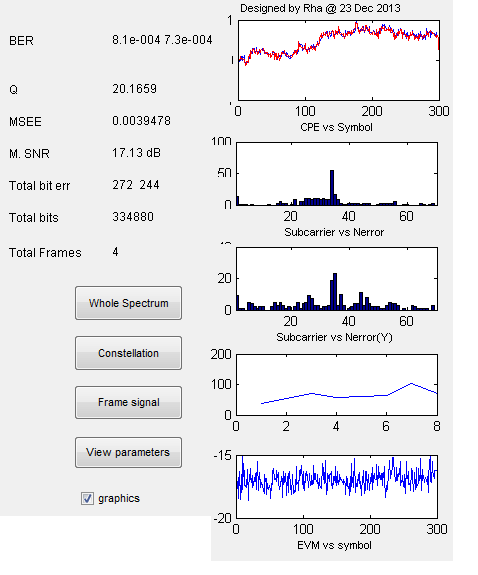 Designed by Rha @ 23 Dec 2013
BER 8.1e-004 7.3e-004
Q 20.1659
MSEE 0.0039478
M. SNR 17.13 dB
Total bit err 272 244
Total bits 334880
Total Frames 4
Whole Spectrum
Constellation
Frame signal
View parameters
graphics
1
1
0 100 200 300
CPE vs Symbol
100
50
0
20 40 60
Subcarrier vs Nerror
40
20
0
20 40 60
Subcarrier vs Nerror(Y)
200
100
0
0 2 4 6 8
-15
-20
0 100 200 300
EVM vs symbol